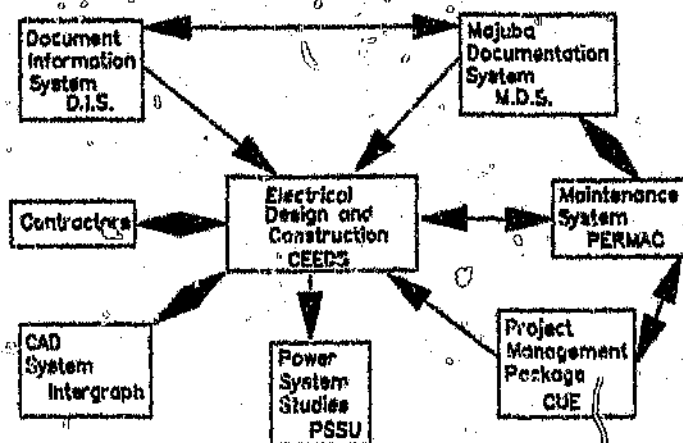 Document
Information
System
D.I.S.
Majuba
Documentation
System
M.D.S.
Contractors
Electrical
Design and
Construction
CEEDS
Maintenance
System
PERMAC
CAD
System
Intergraph
Power
System
Studies
PSSU
Project
Management
Package
CUE